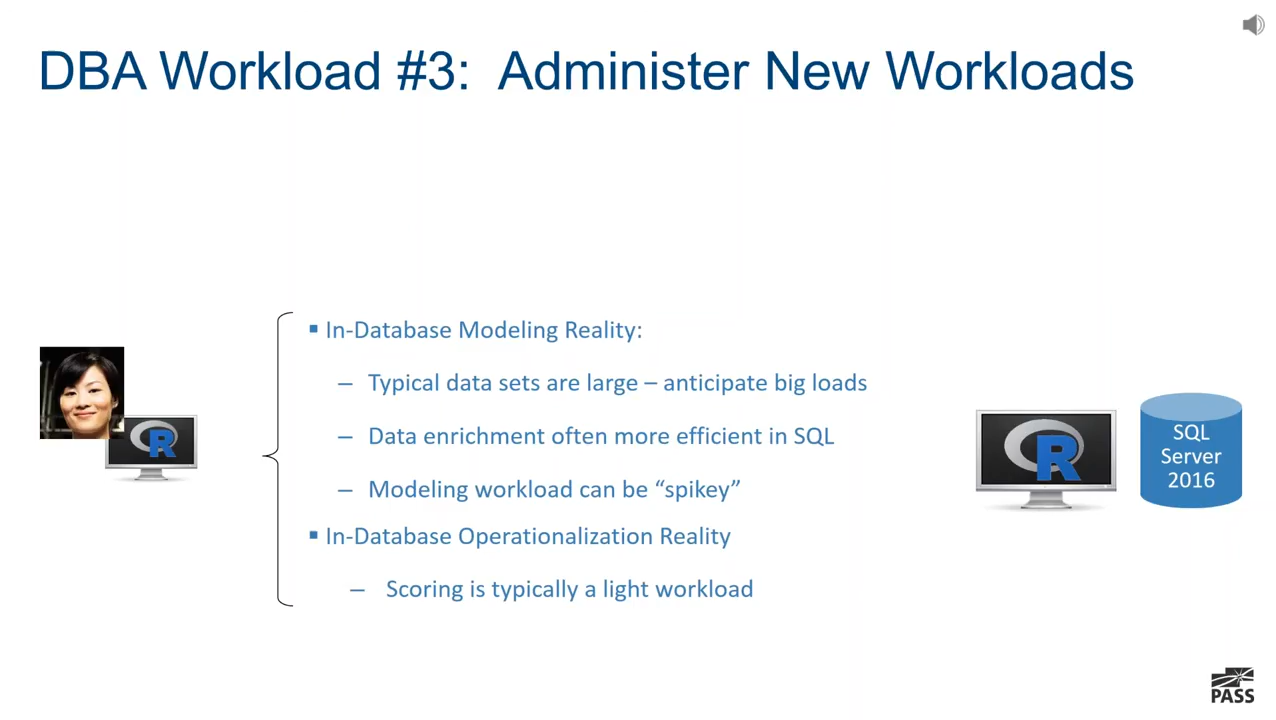 DBA Workload #3: Administer New Workloads
▪ In-Database Modeling Reality:
– Typical data sets are large – anticipate big loads
– Data enrichment often more efficient in SQL
– Modeling workload can be “spikey”
▪ In-Database Operationalization Reality
– Scoring is typically a light workload
R
R
SQL
Server
2016
PASS